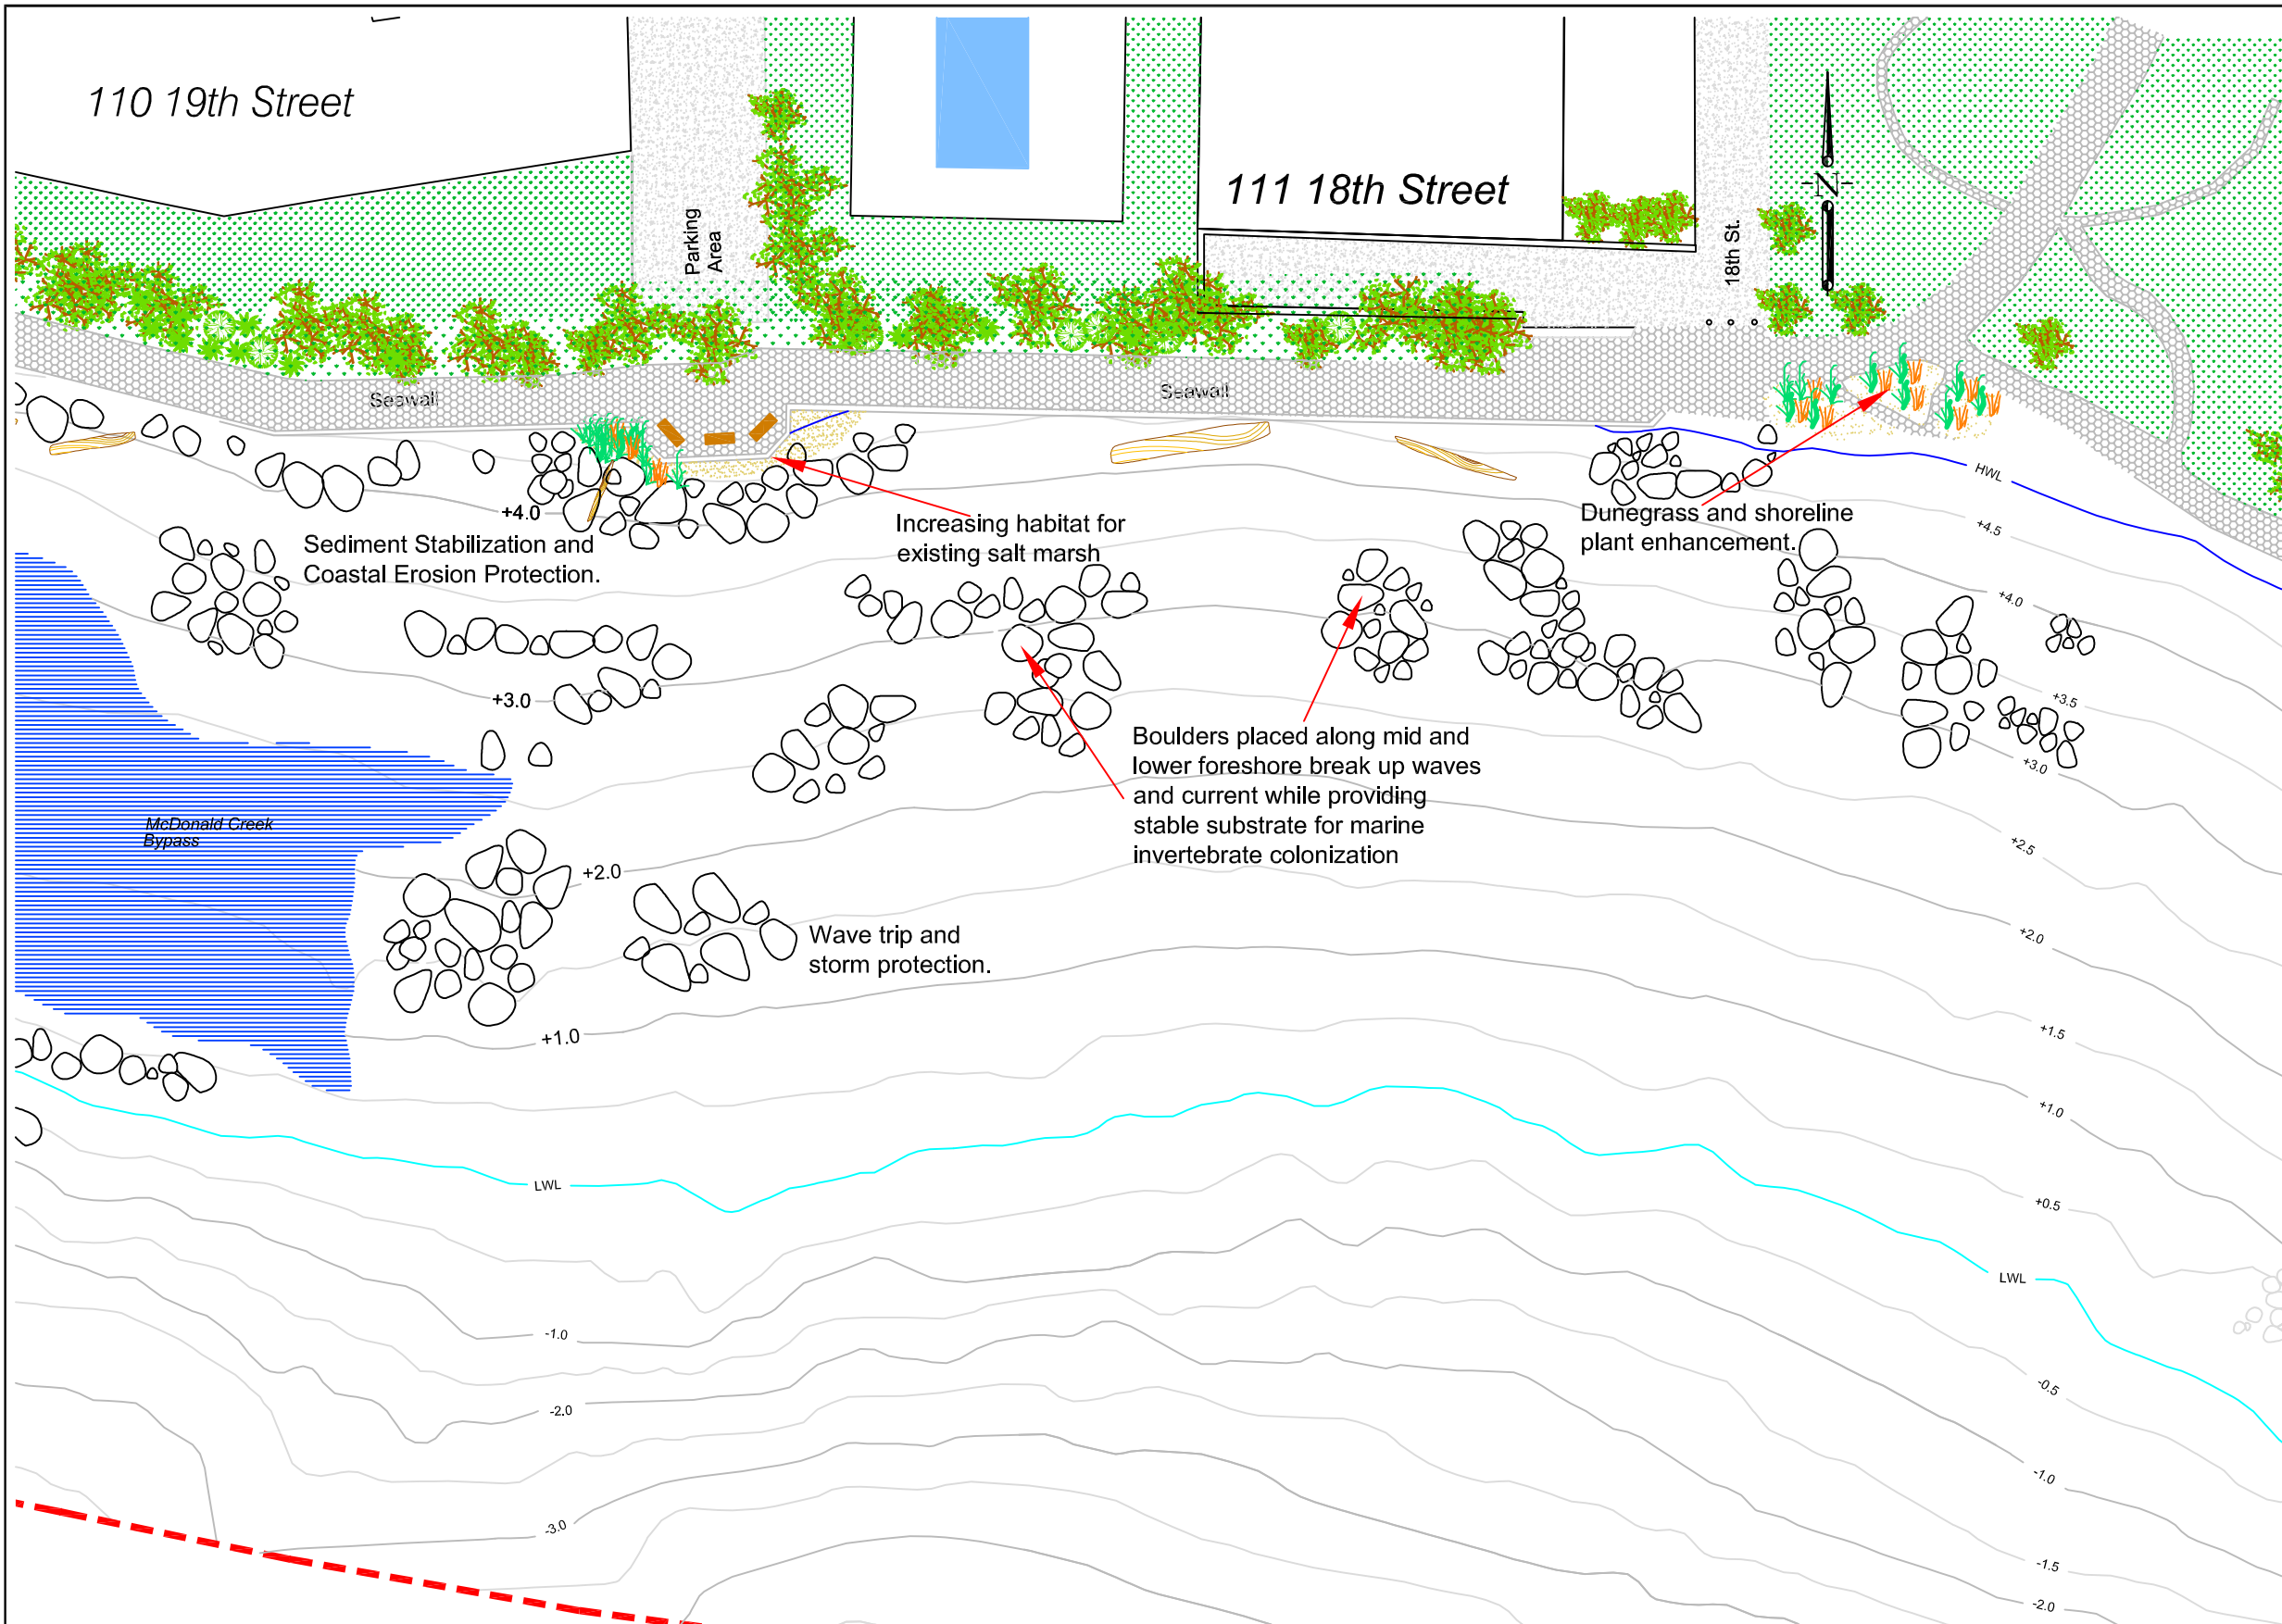 110 19th Street
111 18th Street
Parking
Area
18th St.
N
Seawall
Seawall
HWL
+4.0
+4.5
Increasing habitat for
existing salt marsh
Dunegrass and shoreline
plant enhancement.
Sediment Stabilization and
Coastal Erosion Protection.
+4.0
+3.0
+3.5
Boulders placed along mid and
lower foreshore break up waves
and current while providing
stable substrate for marine
invertebrate colonization
+3.0
McDonald Creek
Bypass
+2.5
+2.0
Wave trip and
storm protection.
+2.0
+1.0
+1.5
+1.0
LWL
+0.5
LWL
-1.0
-0.5
-2.0
-1.0
-3.0
-1.5
-2.0